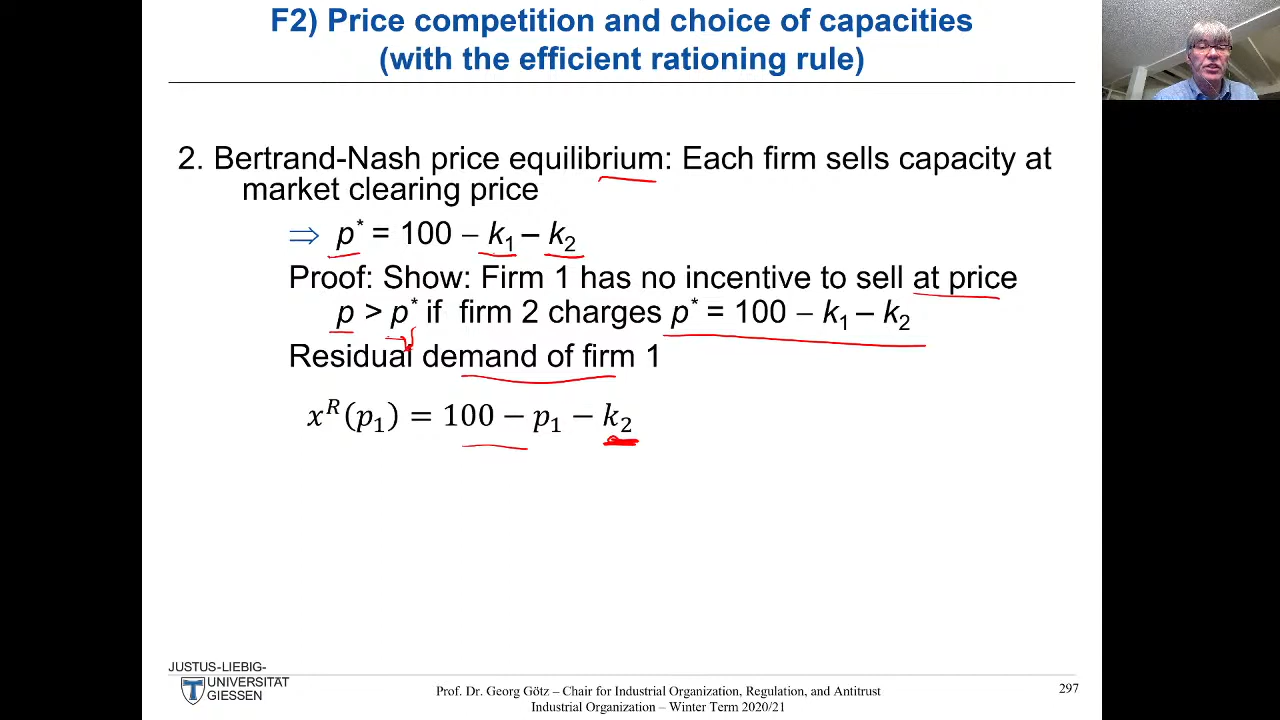 F2) Price competition and choice of capacities
(with the efficient rationing rule)
2. Bertrand-Nash price equilibrium: Each firm sells capacity at
market clearing price
⇒ p* = 100 – k₁ – k₂
Proof: Show: Firm 1 has no incentive to sell at price
p > p* if firm 2 charges p* = 100 – k₁ – k₂
Residual demand of firm 1
xᴿ(p₁) = 100 − p₁ − k₂
JUSTUS-LIEBIG-
UNIVERSITÄT
GIESSEN
Prof. Dr. Georg Götz – Chair for Industrial Organization, Regulation, and Antitrust
Industrial Organization – Winter Term 2020/21
297